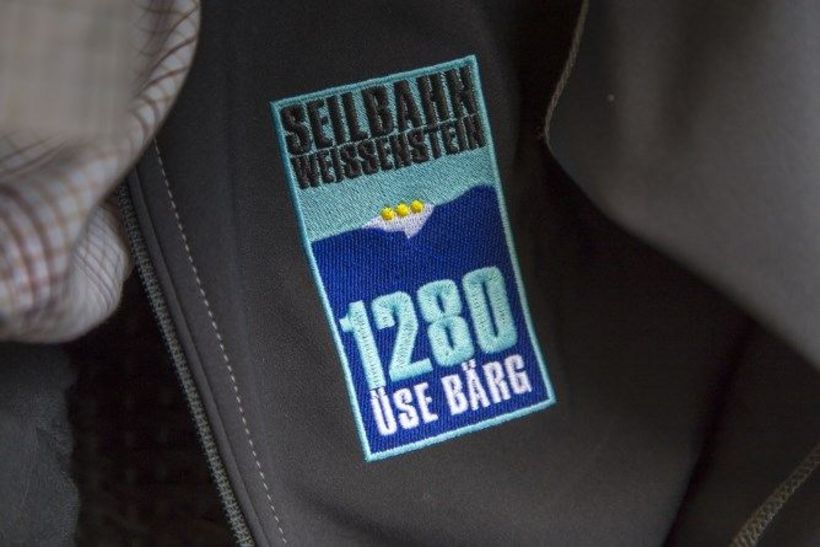 SEILBAHN
WEISSENSTEIN
1280
ÜSE BÄRG